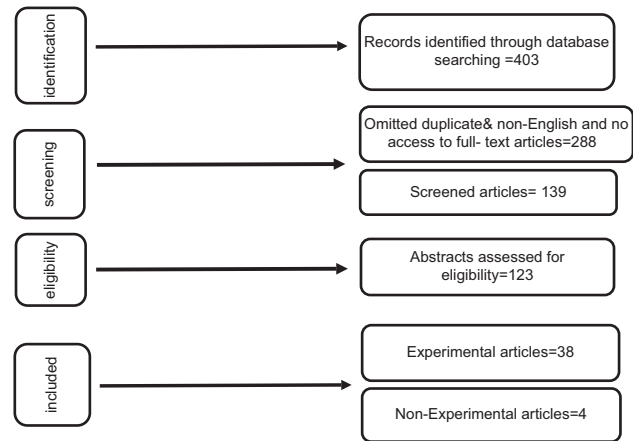 identification
Records identified through database
searching =403
screening
Omitted duplicate& non-English and no
access to full- text articles=288
Screened articles= 139
eligibility
Abstracts assessed for
eligibility=123
included
Experimental articles=38
Non-Experimental articles=4